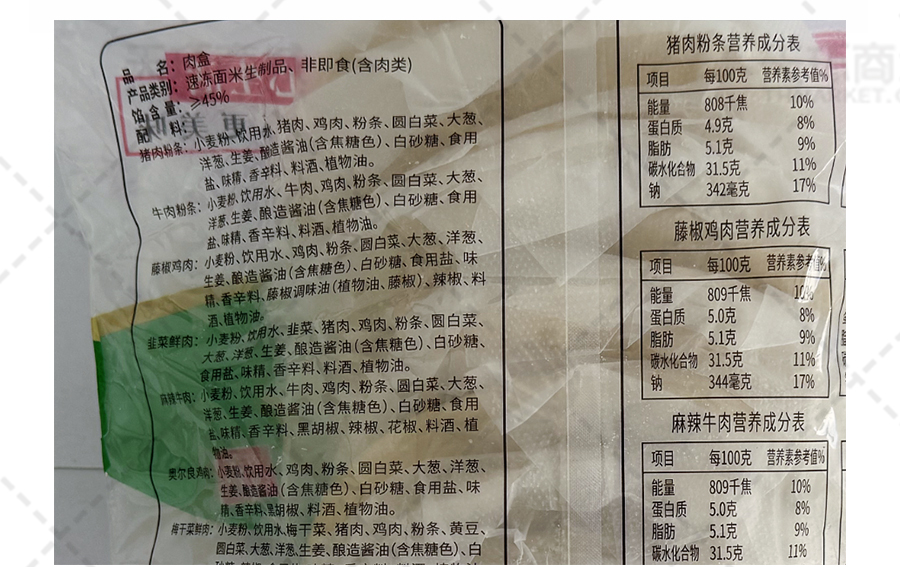 品 名：肉盒
产品类别：速冻面米生制品、非即食(含肉类)
馅含量：≥45%
配 料：
猪肉粉条：小麦粉、饮用水、猪肉、鸡肉、粉条、圆白菜、大葱、
洋葱、生姜、酿造酱油(含焦糖色)、白砂糖、食用
盐、味精、香辛料、料酒、植物油。
牛肉粉条：小麦粉、饮用水、牛肉、鸡肉、粉条、圆白菜、大葱、
洋葱、生姜、酿造酱油(含焦糖色)、白砂糖、食用
盐、味精、香辛料、料酒、植物油。
藤椒鸡肉：小麦粉、饮用水、鸡肉、粉条、圆白菜、大葱、洋葱、
生姜、酿造酱油(含焦糖色)、白砂糖、食用盐、味
精、香辛料、藤椒调味油(植物油、藤椒)、辣椒、料
酒、植物油。
韭菜鲜肉：小麦粉、饮用水、韭菜、猪肉、鸡肉、粉条、圆白菜、
大葱、洋葱、生姜、酿造酱油(含焦糖色)、白砂糖、
食用盐、味精、香辛料、料酒、植物油。
麻辣牛肉：小麦粉、饮用水、牛肉、鸡肉、粉条、圆白菜、大葱、
洋葱、生姜、酿造酱油(含焦糖色)、白砂糖、食用
盐、味精、香辛料、黑胡椒、辣椒、花椒、料酒、植
物油。
奥尔良鸡肉：小麦粉、饮用水、鸡肉、粉条、圆白菜、大葱、洋葱、
生姜、酿造酱油(含焦糖色)、白砂糖、食用盐、味
精、香辛料、黑胡椒、料酒、植物油。
梅干菜鲜肉：小麦粉、饮用水、梅干菜、猪肉、鸡肉、粉条、黄豆、
圆白菜、大葱、洋葱、生姜、酿造酱油(含焦糖色)、白
猪肉粉条营养成分表
项目 每100克 营养素参考值%
能量 808千焦 10%
蛋白质 4.9克 8%
脂肪 5.1克 9%
碳水化合物 31.5克 11%
钠 342毫克 17%
藤椒鸡肉营养成分表
项目 每100克 营养素参考值%
能量 809千焦 10%
蛋白质 5.0克 8%
脂肪 5.1克 9%
碳水化合物 31.5克 11%
钠 344毫克 17%
麻辣牛肉营养成分表
项目 每100克 营养素参考值%
能量 809千焦 10%
蛋白质 5.0克 8%
脂肪 5.1克 9%
碳水化合物 31.5克 11%